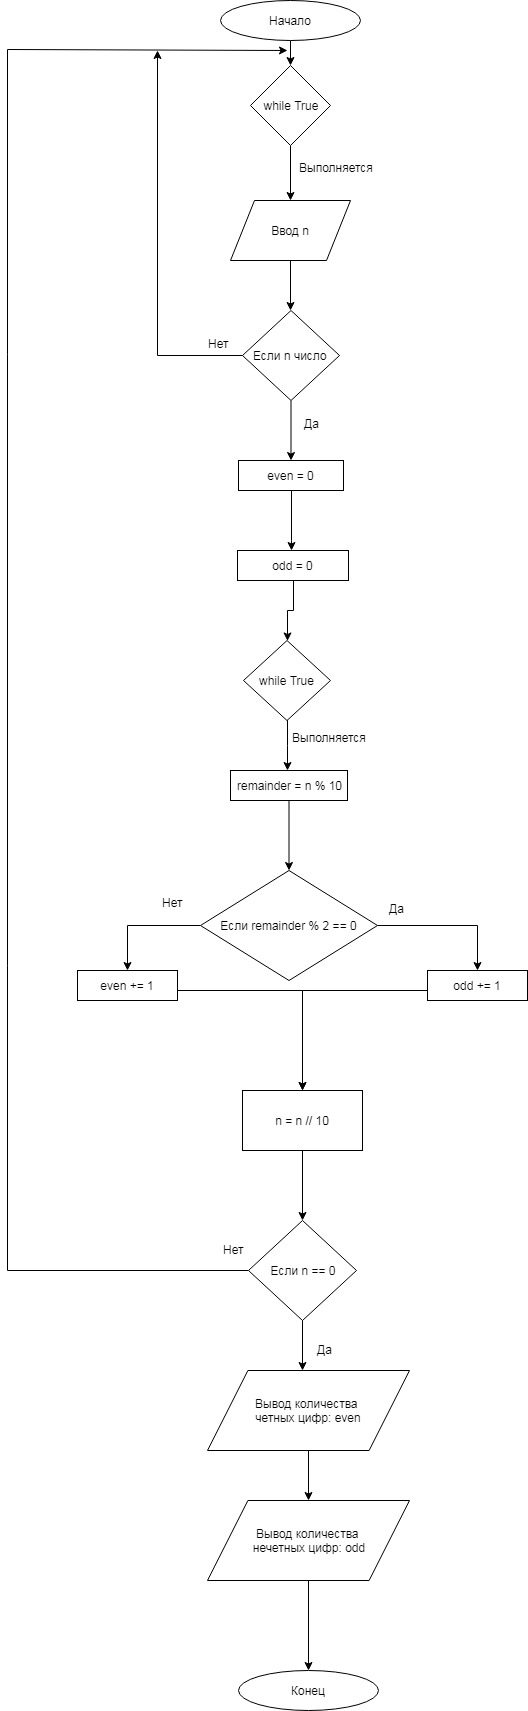 Начало
while True
Выполняется
Ввод n
Нет
Если n число
Да
even = 0
odd = 0
while True
Выполняется
remainder = n % 10
Нет
Если remainder % 2 == 0
Да
even += 1
odd += 1
n = n // 10
Нет
Если n == 0
Да
Вывод количества
четных цифр: even
Вывод количества
нечетных цифр: odd
Конец